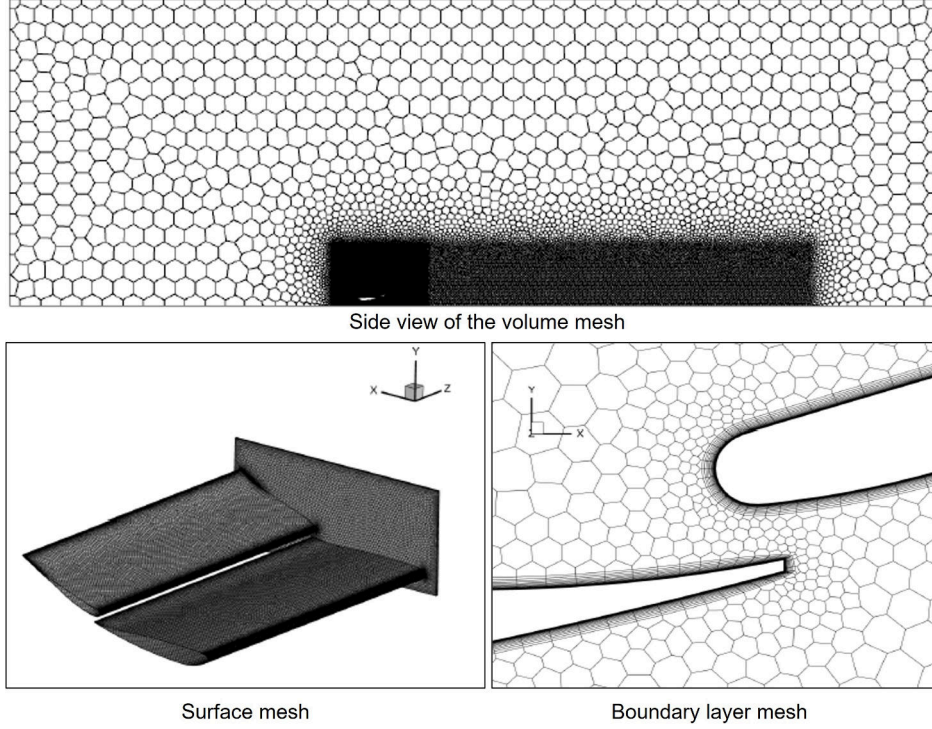 Side view of the volume mesh
Y
X
Z
Y
Z
X
Surface mesh
Boundary layer mesh